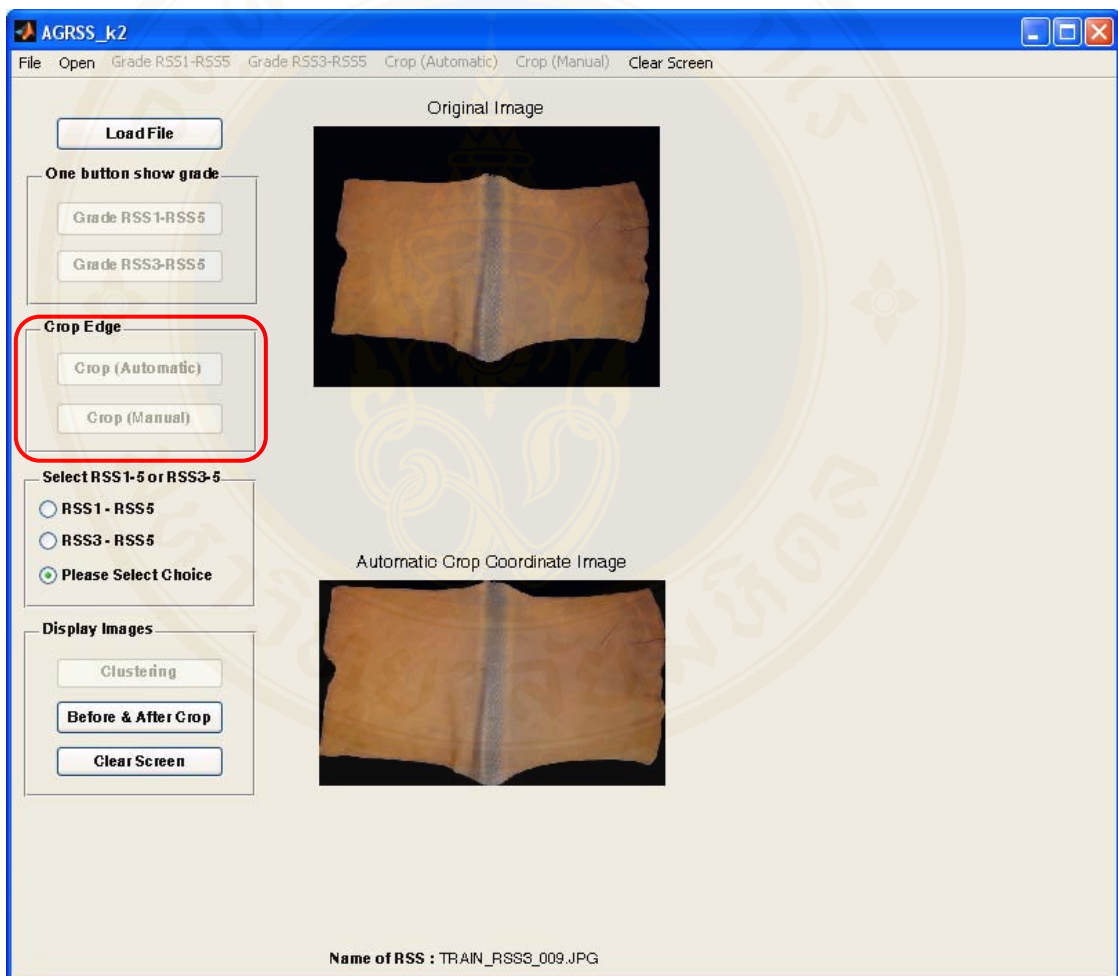 AGRSS_k2
File Open Grade RSS1-RSS5 Grade RSS3-RSS5 Crop (Automatic) Crop (Manual) Clear Screen
Load File
One button show grade
Grade RSS1-RSS5
Grade RSS3-RSS5
Crop Edge
Crop (Automatic)
Crop (Manual)
Select RSS1-5 or RSS3-5
RSS1 - RSS5
RSS3 - RSS5
Please Select Choice
Display Images
Clustering
Before & After Crop
Clear Screen
Original Image
Automatic Crop Coordinate Image
Name of RSS : TRAIN_RSS3_009.JPG